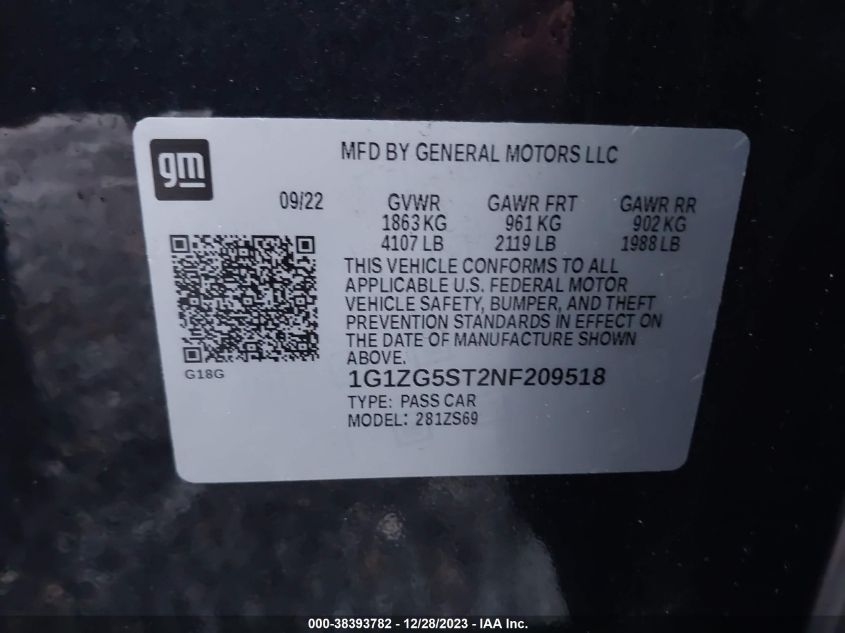 gm
MFD BY GENERAL MOTORS LLC
09/22 GVWR GAWR FRT GAWR RR
1863 KG 961 KG 902 KG
4107 LB 2119 LB 1988 LB
THIS VEHICLE CONFORMS TO ALL
APPLICABLE U.S. FEDERAL MOTOR
VEHICLE SAFETY, BUMPER, AND THEFT
PREVENTION STANDARDS IN EFFECT ON
THE DATE OF MANUFACTURE SHOWN
ABOVE.
G18G
1G1ZG5ST2NF209518
TYPE: PASS CAR
MODEL: 281ZS69
000-38393782 - 12/28/2023 - IAA Inc.